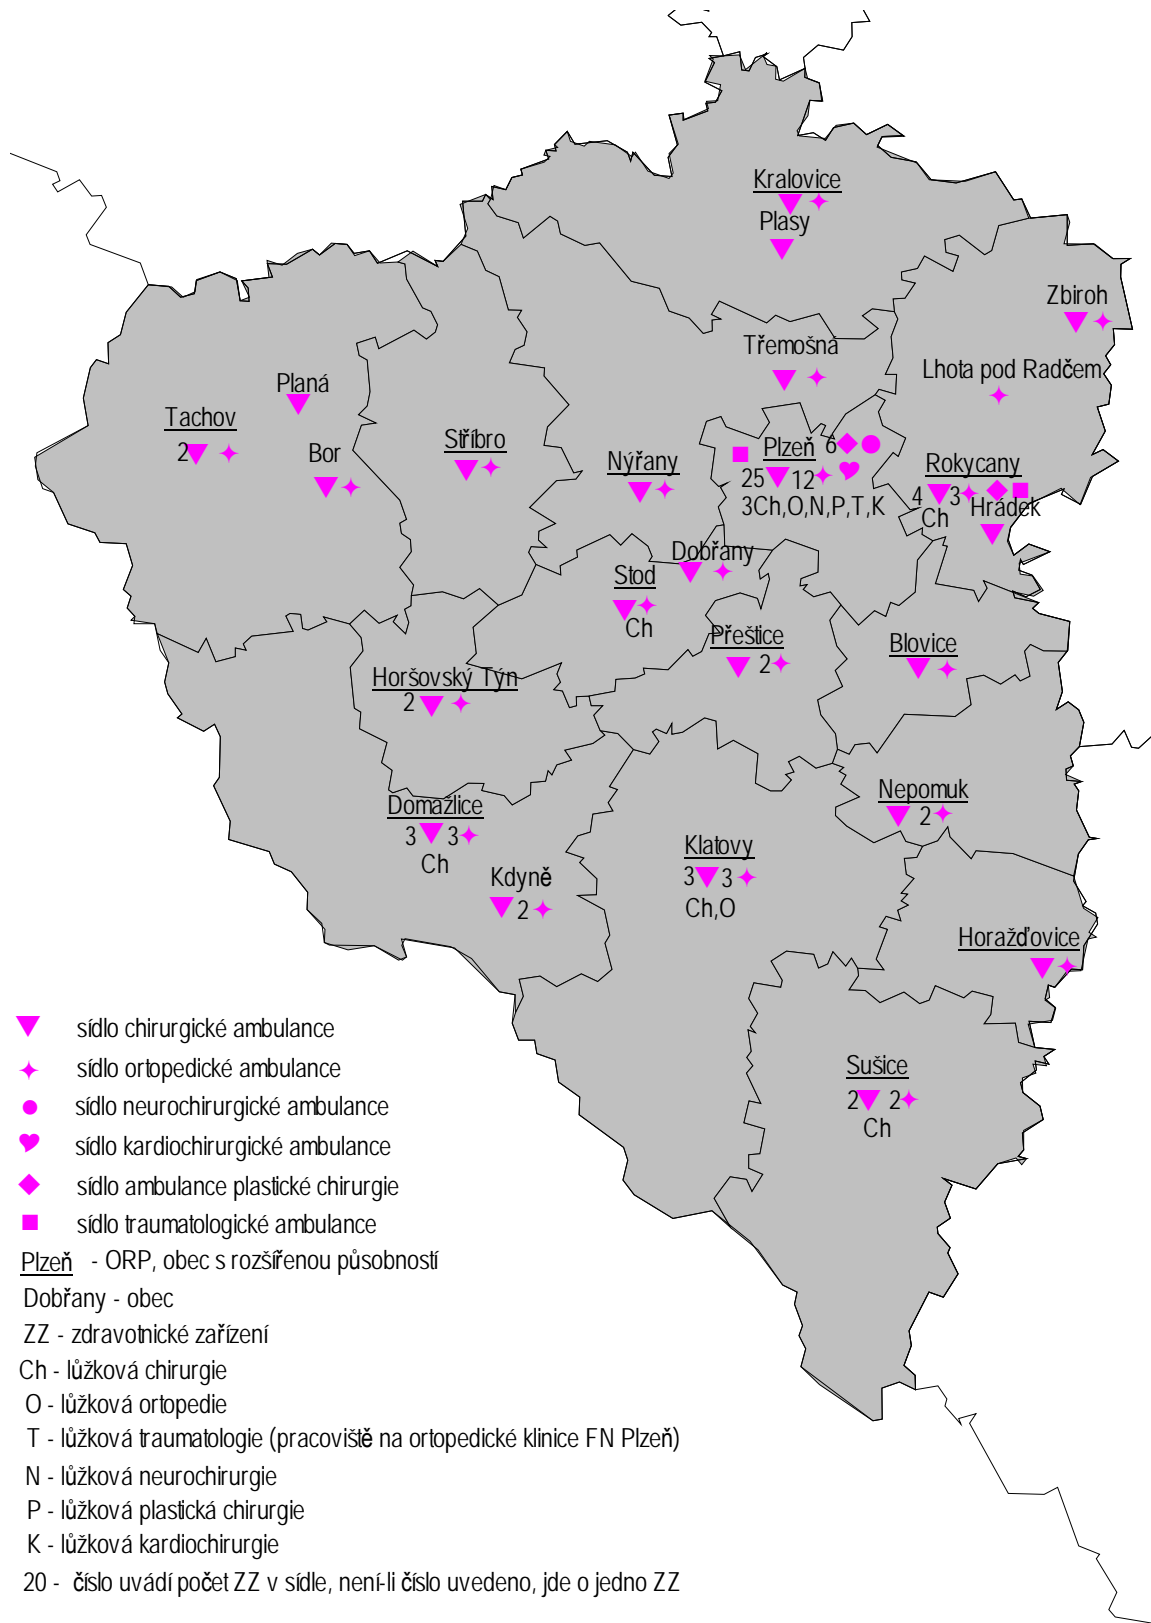 Kralovice
Plasy
Zbiroh
Třemošná
Lhota pod Radčem
Planá
Tachov
2
Bor
Stříbro
Nýřany
Plzeň 6
25 12
3Ch,O,N,P,T,K
Rokycany
4 3
Ch
Hrádek
Dobřany
Stod
Ch
Přeštice
2
Blovice
Horšovský Týn
2
Domažlice
3 3
Ch
Kdyně
2
Klatovy
3 3
Ch,O
Nepomuk
2
Horažďovice
Sušice
2 2
Ch
sídlo chirurgické ambulance
sídlo ortopedické ambulance
sídlo neurochirurgické ambulance
sídlo kardiochirurgické ambulance
sídlo ambulance plastické chirurgie
sídlo traumatologické ambulance
Plzeň - ORP, obec s rozšířenou působností
Dobřany - obec
ZZ - zdravotnické zařízení
Ch - lůžková chirurgie
O - lůžková ortopedie
T - lůžková traumatologie (pracoviště na ortopedické klinice FN Plzeň)
N - lůžková neurochirurgie
P - lůžková plastická chirurgie
K - lůžková kardiochirurgie
20 - číslo uvádí počet ZZ v sídle, není-li číslo uvedeno, jde o jedno ZZ